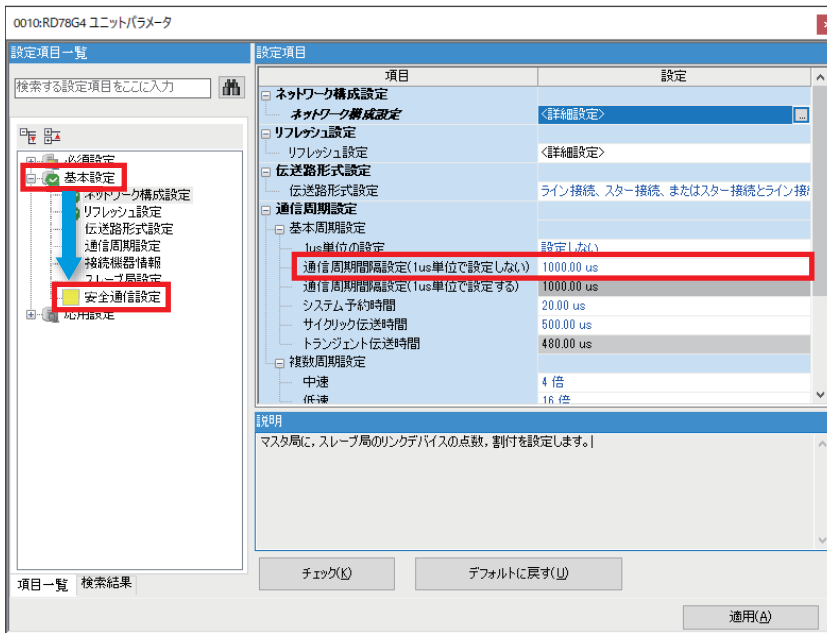 0010:RD78G4 ユニットパラメータ
設定項目一覧
検索する設定項目をここに入力
必須設定
基本設定
ネットワーク構成設定
リフレッシュ設定
伝送路形式設定
通信周期設定
接続機器情報
スレーブ局設定
安全通信設定
応用設定
項目一覧 検索結果
設定項目
項目 設定
ネットワーク構成設定
ネットワーク構成設定 <詳細設定>
リフレッシュ設定
リフレッシュ設定 <詳細設定>
伝送路形式設定
伝送路形式設定 ライン接続、スター接続、またはスター接続とライン接
通信周期設定
基本周期設定
1us単位の設定 設定しない
通信周期間隔設定(1us単位で設定しない) 1000.00 us
通信周期間隔設定(1us単位で設定する) 1000.00 us
システム予約時間 20.00 us
サイクリック伝送時間 500.00 us
トランジェント伝送時間 480.00 us
複数周期設定
中速 4 倍
低速 16 倍
説明
マスタ局に，スレーブ局のリンクデバイスの点数，割付を設定します。
チェック(K) デフォルトに戻す(U)
適用(A)